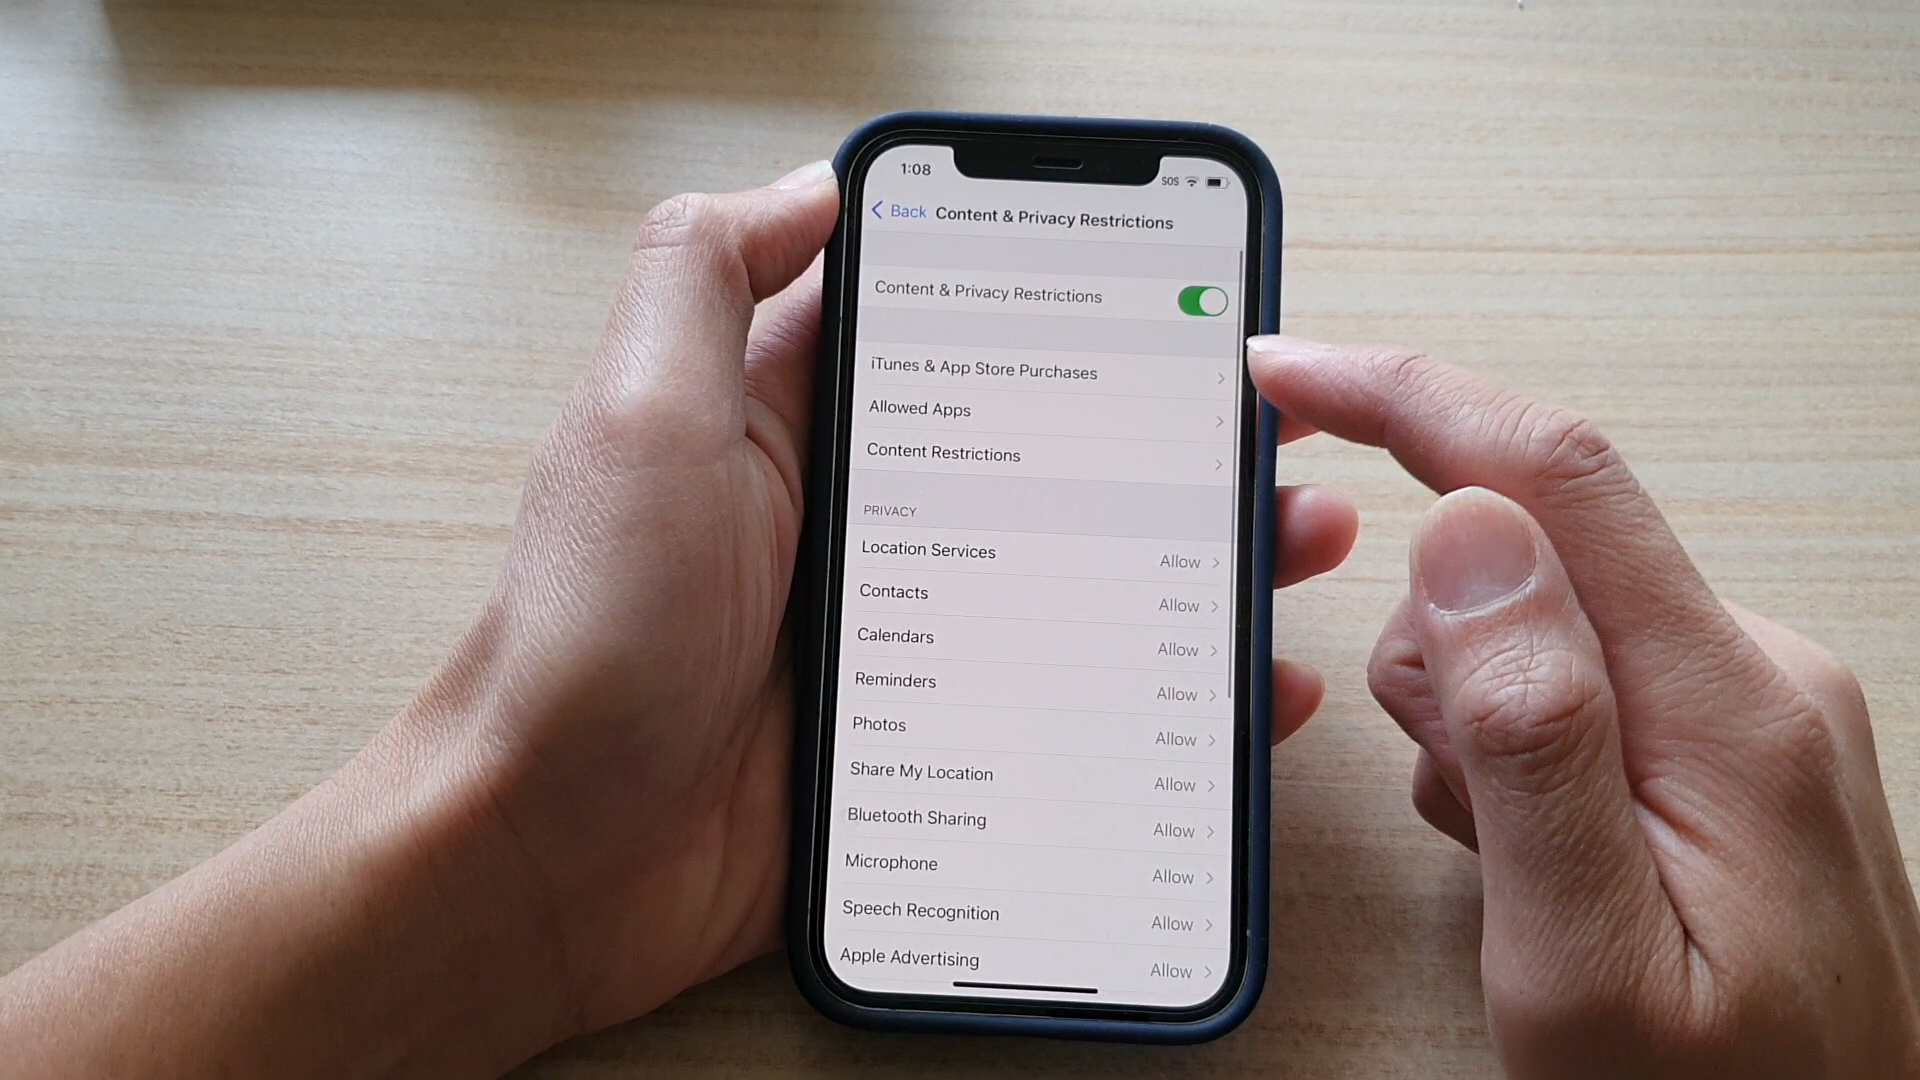 1:08
SOS
Back Content & Privacy Restrictions
Content & Privacy Restrictions
iTunes & App Store Purchases
Allowed Apps
Content Restrictions
PRIVACY
Location Services Allow
Contacts Allow
Calendars Allow
Reminders Allow
Photos Allow
Share My Location Allow
Bluetooth Sharing Allow
Microphone Allow
Speech Recognition Allow
Apple Advertising Allow